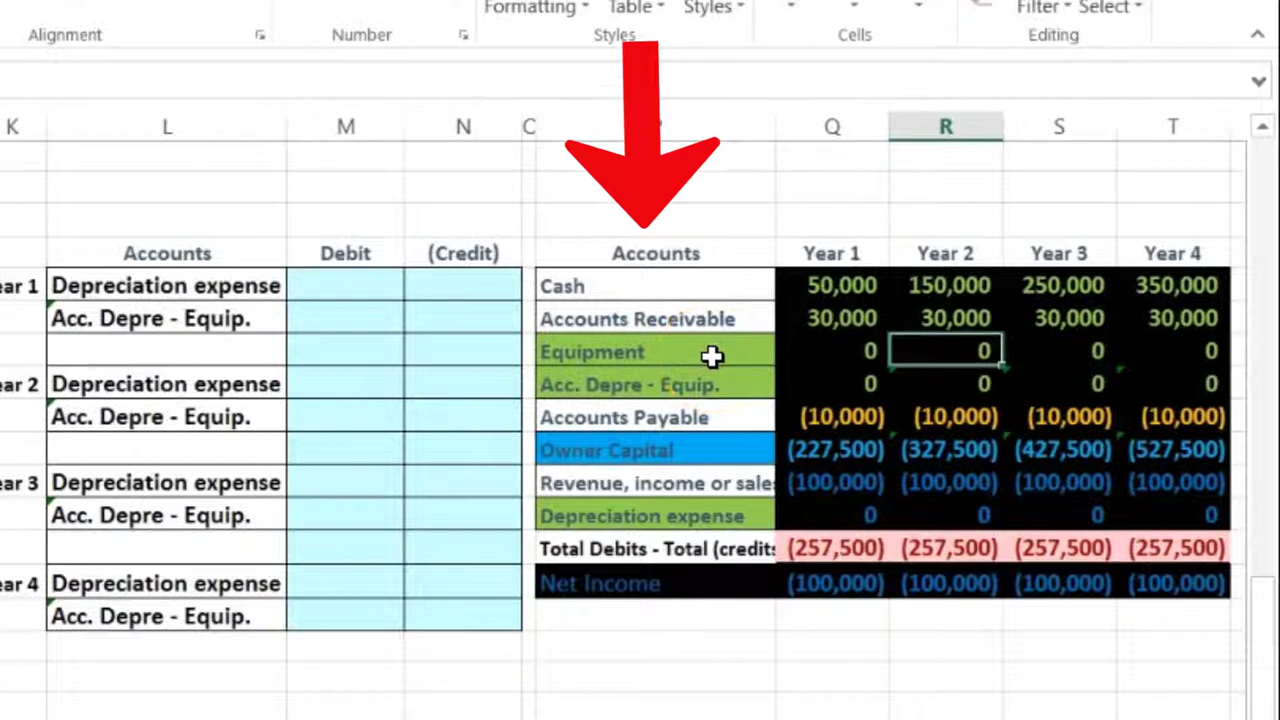 Formatting Table Styles Filter Select
Alignment Number Styles Cells Editing
K L M N C Q R S T
Accounts Debit (Credit) Accounts Year 1 Year 2 Year 3 Year 4
ear 1 Depreciation expense Cash 50,000 150,000 250,000 350,000
Acc. Depre - Equip. Accounts Receivable 30,000 30,000 30,000 30,000
Equipment 0 0 0 0
ear 2 Depreciation expense Acc. Depre - Equip. 0 0 0 0
Acc. Depre - Equip. Accounts Payable (10,000) (10,000) (10,000) (10,000)
Owner Capital (227,500) (327,500) (427,500) (527,500)
ear 3 Depreciation expense Revenue, income or sales (100,000) (100,000) (100,000) (100,000)
Acc. Depre - Equip. Depreciation expense 0 0 0 0
Total Debits - Total (credits (257,500) (257,500) (257,500) (257,500)
ear 4 Depreciation expense Net Income (100,000) (100,000) (100,000) (100,000)
Acc. Depre - Equip.